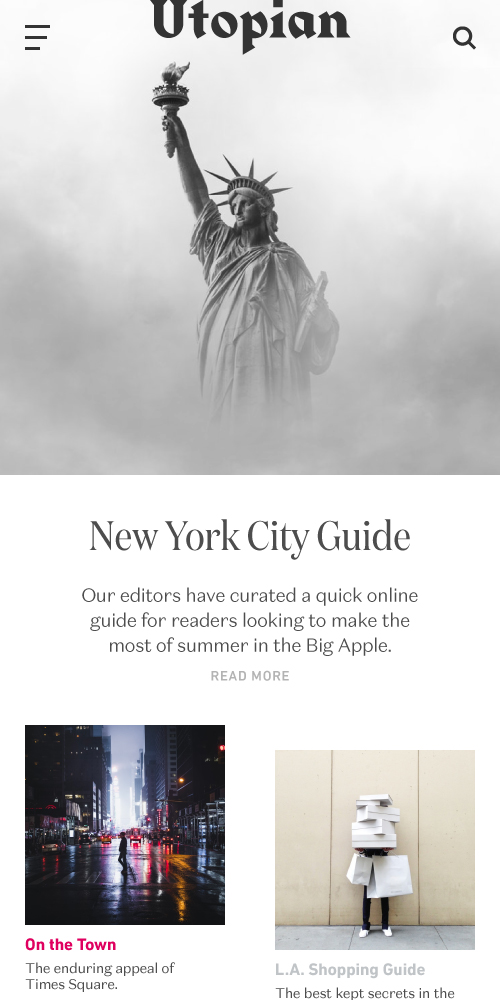 Utopian
New York City Guide
Our editors have curated a quick online
guide for readers looking to make the
most of summer in the Big Apple.
READ MORE
On the Town
The enduring appeal of
Times Square.
L.A. Shopping Guide
The best kept secrets in the